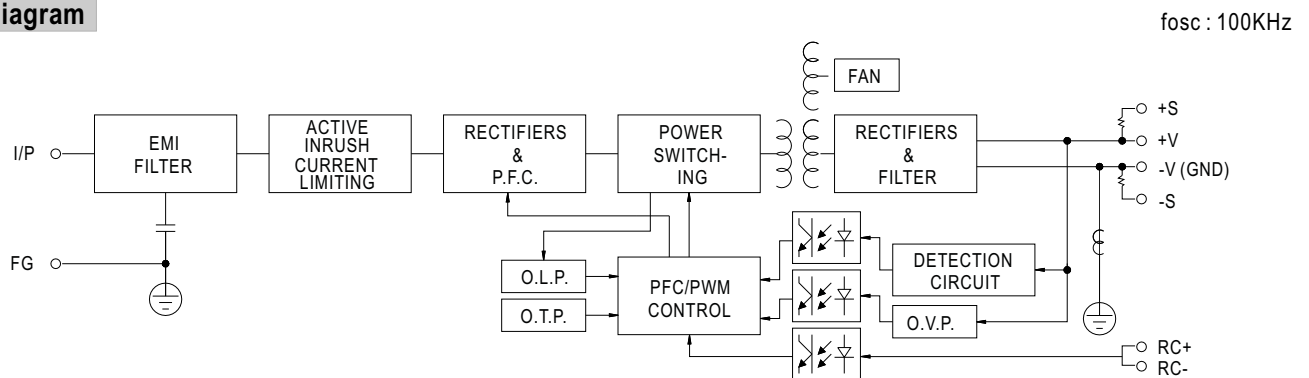 iagram
fosc : 100KHz
FAN
I/P
EMI
FILTER
ACTIVE
INRUSH
CURRENT
LIMITING
RECTIFIERS
&
P.F.C.
POWER
SWITCH-
ING
RECTIFIERS
&
FILTER
+S
+V
-V (GND)
-S
FG
O.L.P.
O.T.P.
PFC/PWM
CONTROL
DETECTION
CIRCUIT
O.V.P.
RC+
RC-